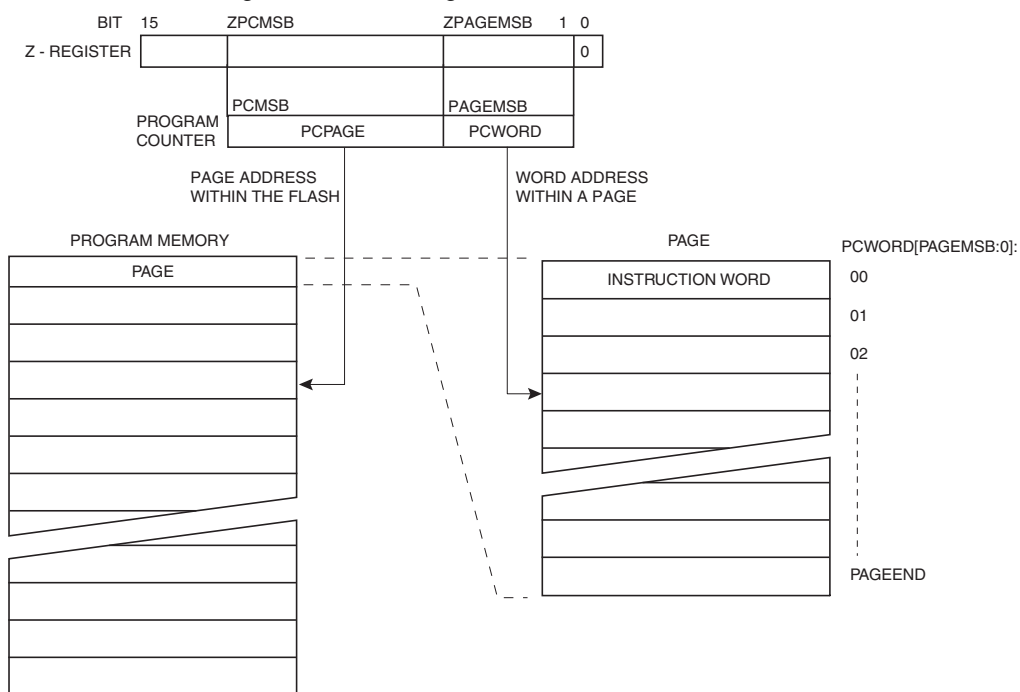 BIT 15 ZPCMSB ZPAGEMSB 1 0
Z - REGISTER 0
PCMSB PAGEMSB
PROGRAM
COUNTER
PCPAGE PCWORD
PAGE ADDRESS
WITHIN THE FLASH
WORD ADDRESS
WITHIN A PAGE
PROGRAM MEMORY
PAGE
PAGE
PCWORD[PAGEMSB:0]:
INSTRUCTION WORD 00
01
02
PAGEEND